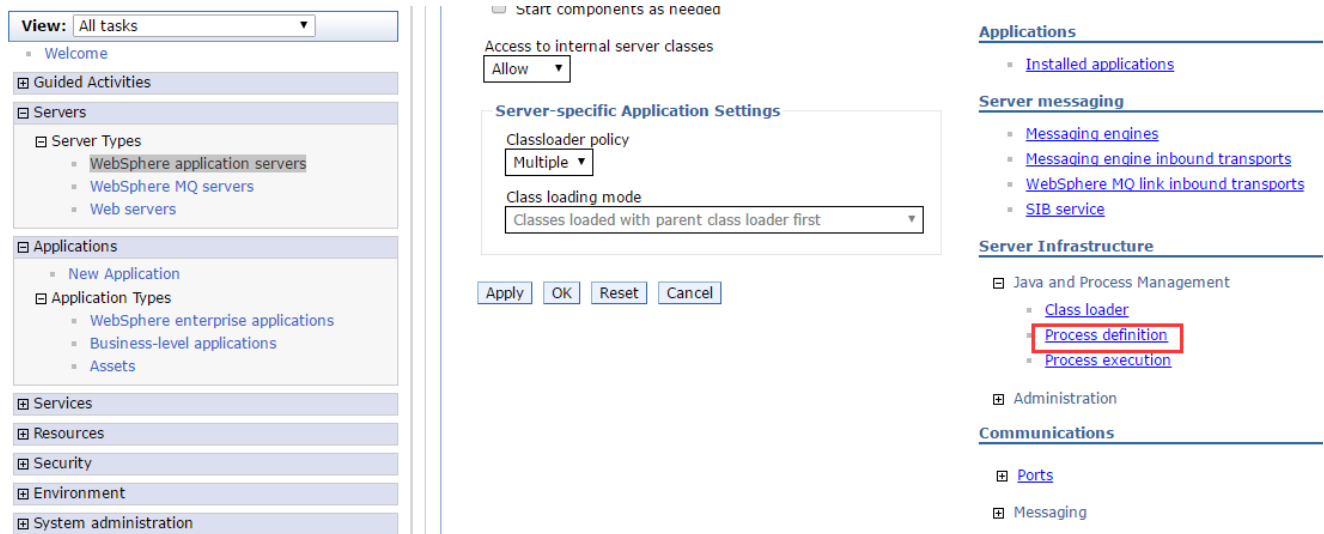 View: All tasks
Welcome
Guided Activities
Servers
Server Types
WebSphere application servers
WebSphere MQ servers
Web servers
Applications
New Application
Application Types
WebSphere enterprise applications
Business-level applications
Assets
Services
Resources
Security
Environment
System administration
Start components as needed
Access to internal server classes
Allow
Server-specific Application Settings
Classloader policy
Multiple
Class loading mode
Classes loaded with parent class loader first
Apply OK Reset Cancel
Applications
Installed applications
Server messaging
Messaging engines
Messaging engine inbound transports
WebSphere MQ link inbound transports
SIB service
Server Infrastructure
Java and Process Management
Class loader
Process definition
Process execution
Administration
Communications
Ports
Messaging